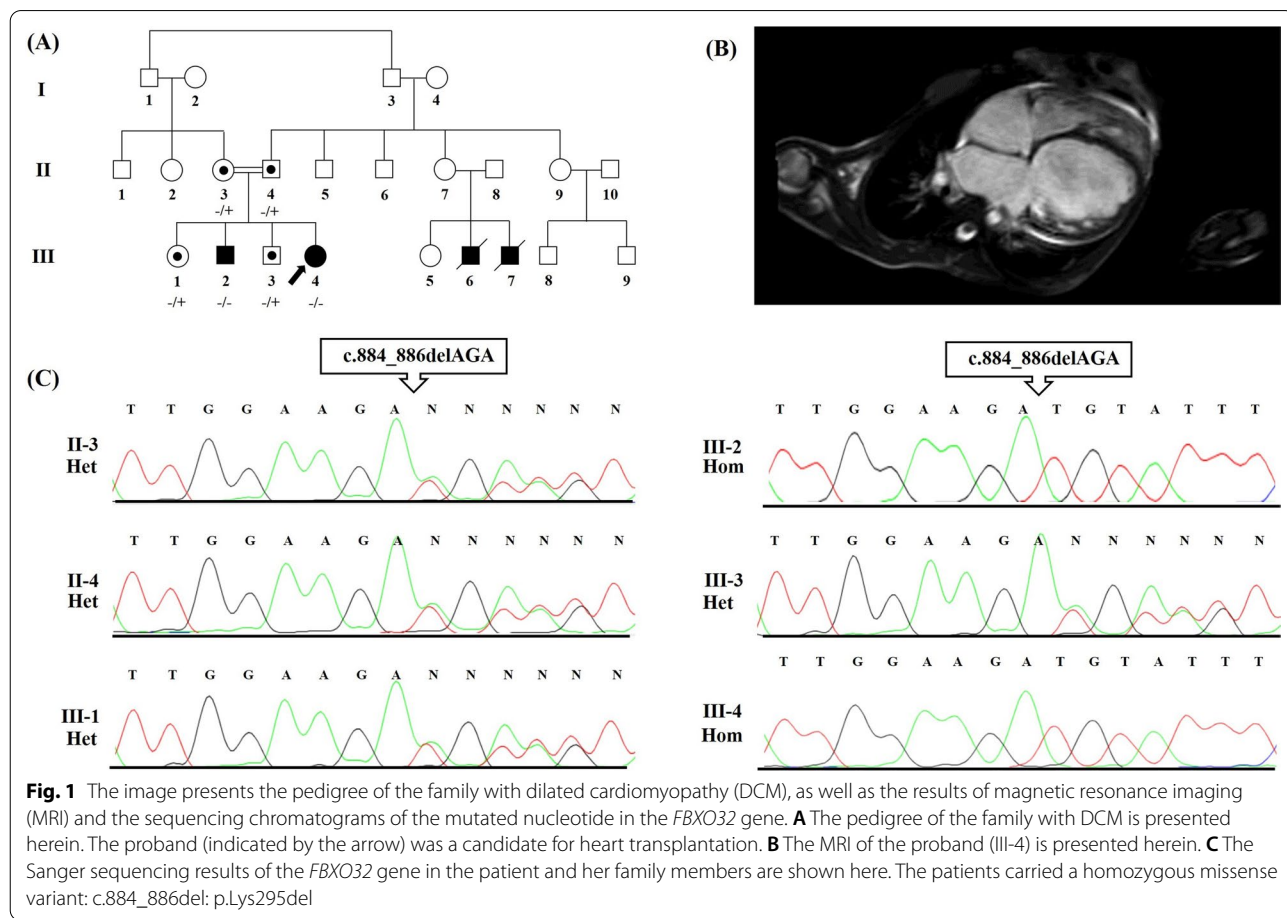 (A)
(B)
I
1 2 3 4
II
1 2 3 4 5 6 7 8 9 10
-/+ -/+
III
1 2 3 4 5 6 7 8 9
-/+ -/- -/+ -/-
(C)
c.884_886delAGA
T T G G A A G A N N N N N N
II-3
Het
T T G G A A G A N N N N N N
II-4
Het
T T G G A A G A N N N N N N
III-1
Het
c.884_886delAGA
T T G G A A G A T G T A T T T
III-2
Hom
T T G G A A G A N N N N N N
III-3
Het
T T G G A A G A T G T A T T T
III-4
Hom
Fig. 1 The image presents the pedigree of the family with dilated cardiomyopathy (DCM), as well as the results of magnetic resonance imaging
(MRI) and the sequencing chromatograms of the mutated nucleotide in the FBXO32 gene. A The pedigree of the family with DCM is presented
herein. The proband (indicated by the arrow) was a candidate for heart transplantation. B The MRI of the proband (III-4) is presented herein. C The
Sanger sequencing results of the FBXO32 gene in the patient and her family members are shown here. The patients carried a homozygous missense
variant: c.884_886del: p.Lys295del